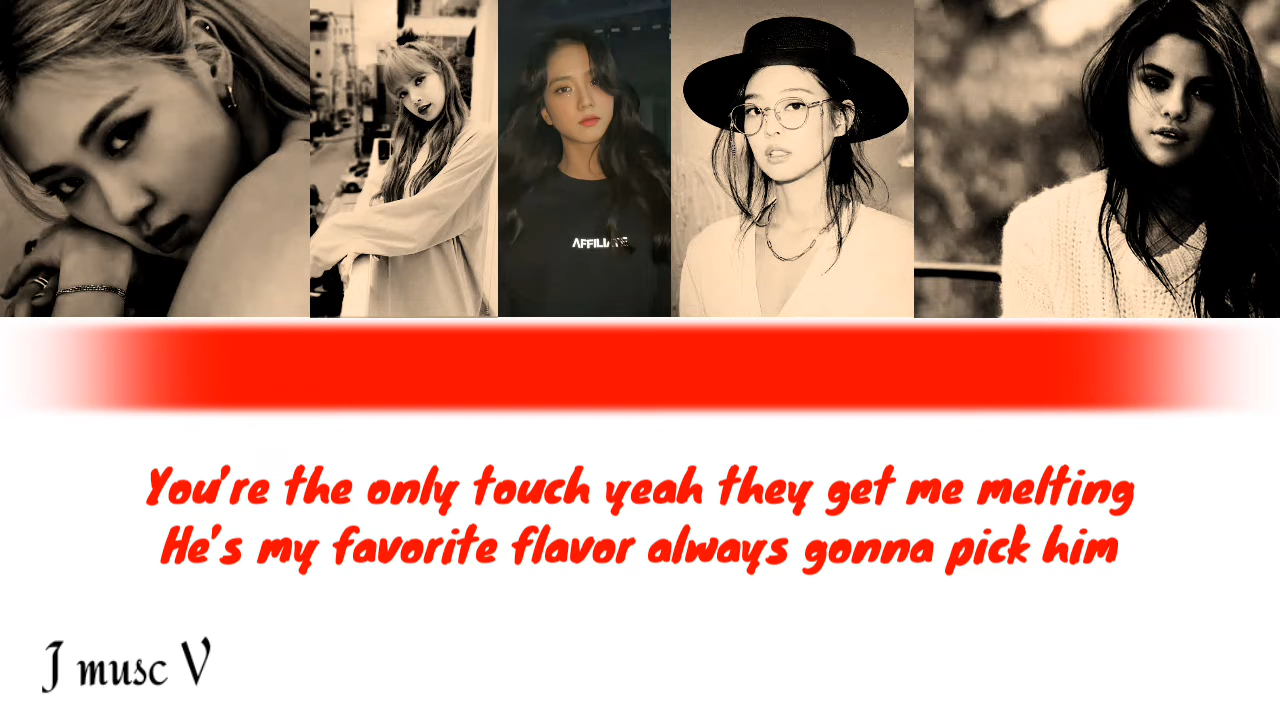 AFFILIATE
You're the only touch yeah they get me melting
He's my favorite flavor always gonna pick him
J musc V